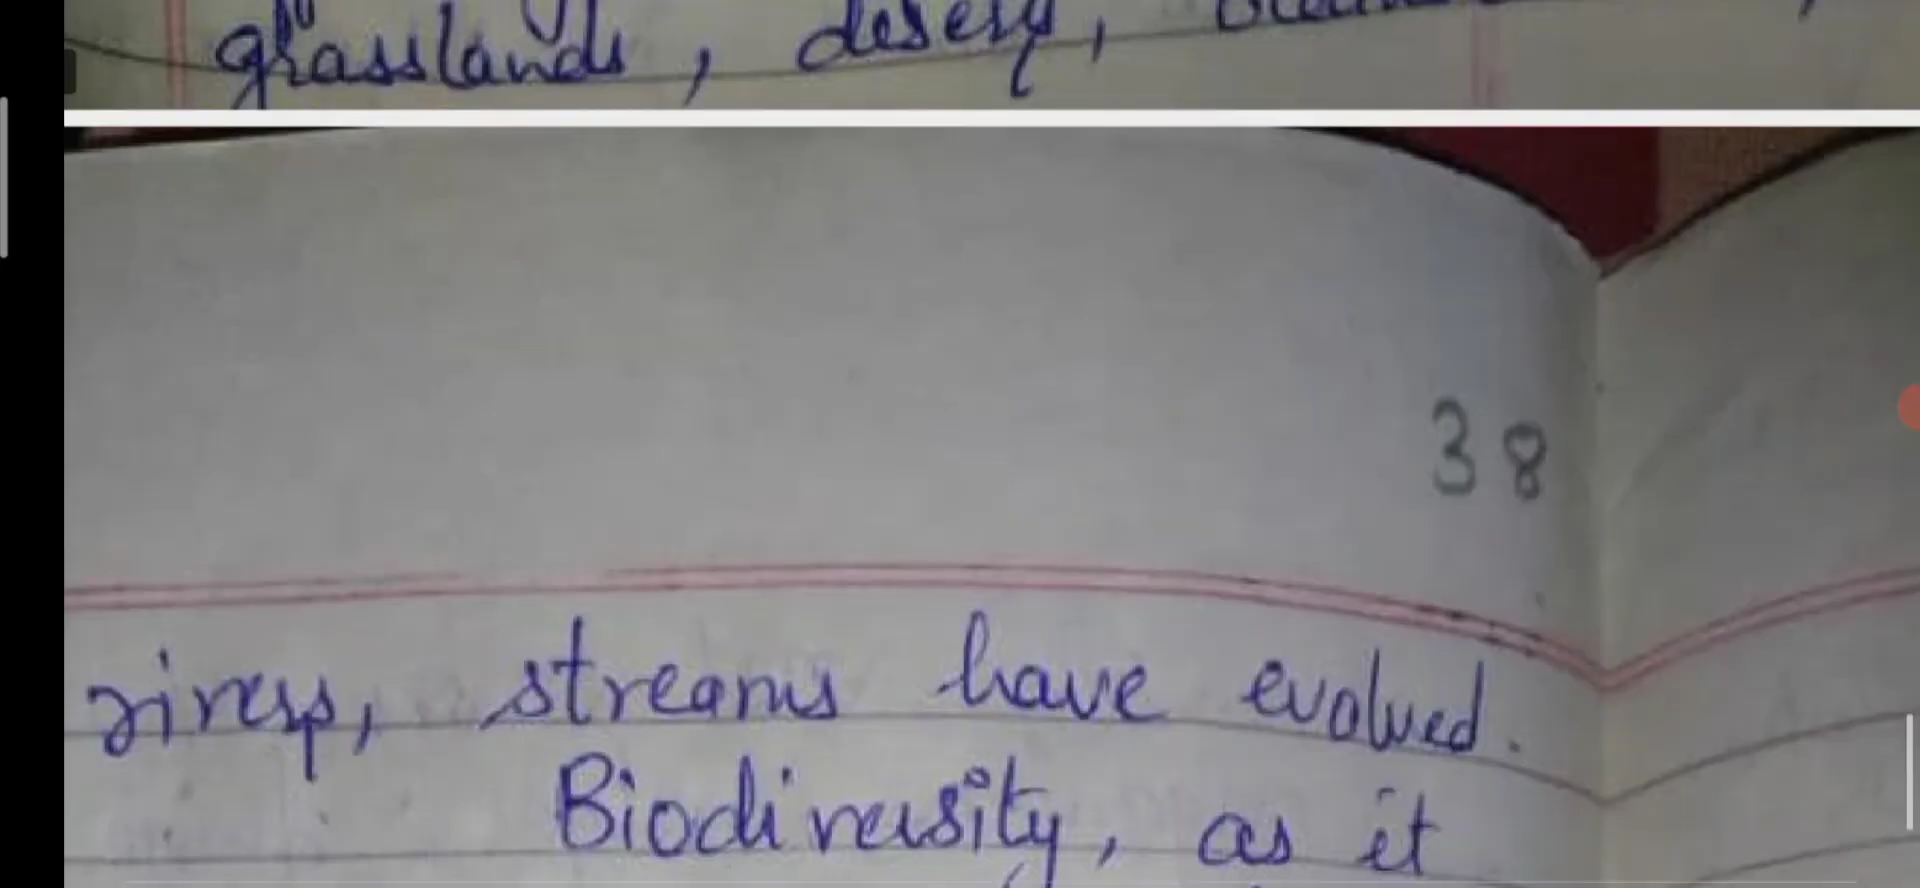 grasslands, desert,
38
rivers, streams have evolved.
Biodiversity, as it